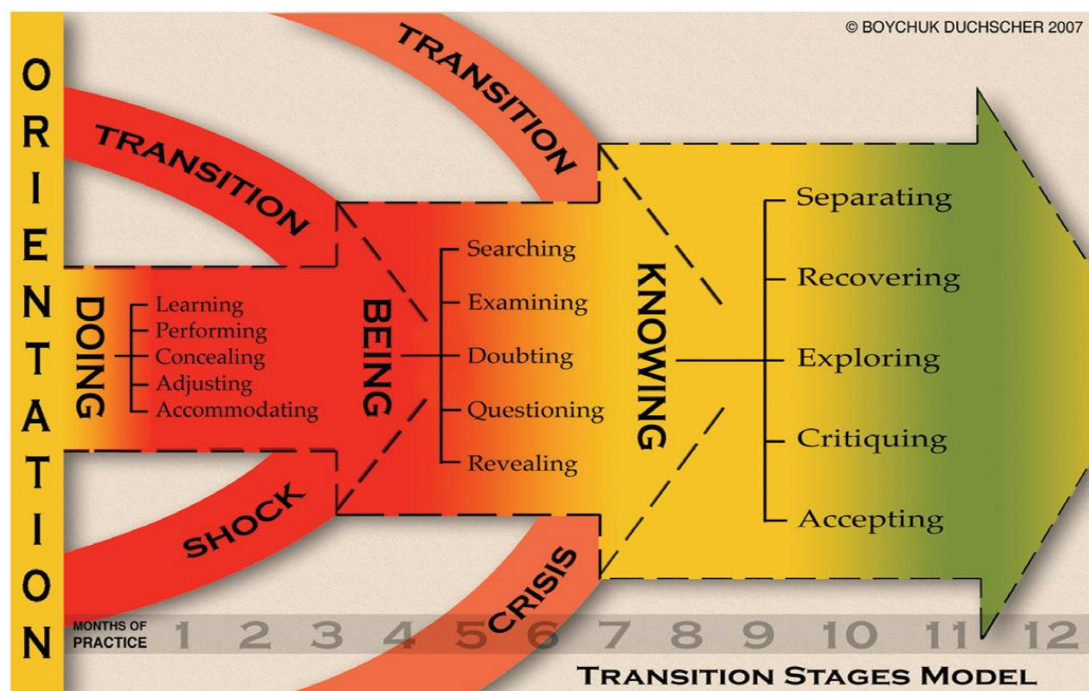 © BOYCHUK DUCHSCHER 2007
ORIENTATION
TRANSITION
TRANSITION
DOING
Learning
Performing
Concealing
Adjusting
Accommodating
BEING
Searching
Examining
Doubting
Questioning
Revealing
KNOWING
Separating
Recovering
Exploring
Critiquing
Accepting
SHOCK
CRISIS
MONTHS OF
PRACTICE
1 2 3 4 5 6 7 8 9 10 11 12
TRANSITION STAGES MODEL